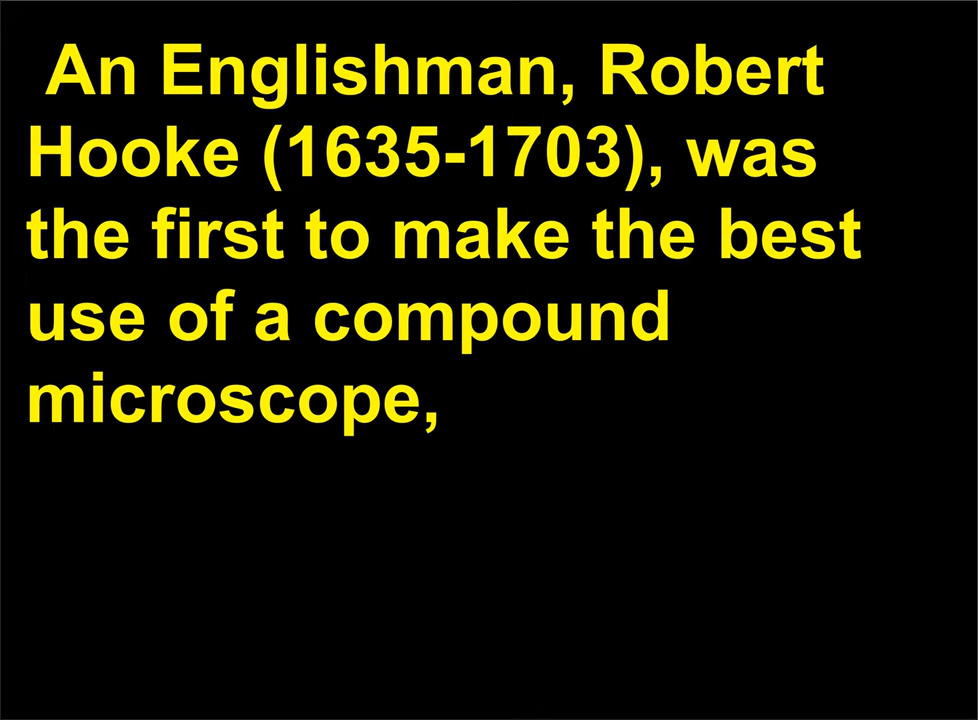 An Englishman, Robert
Hooke (1635-1703), was
the first to make the best
use of a compound
microscope,